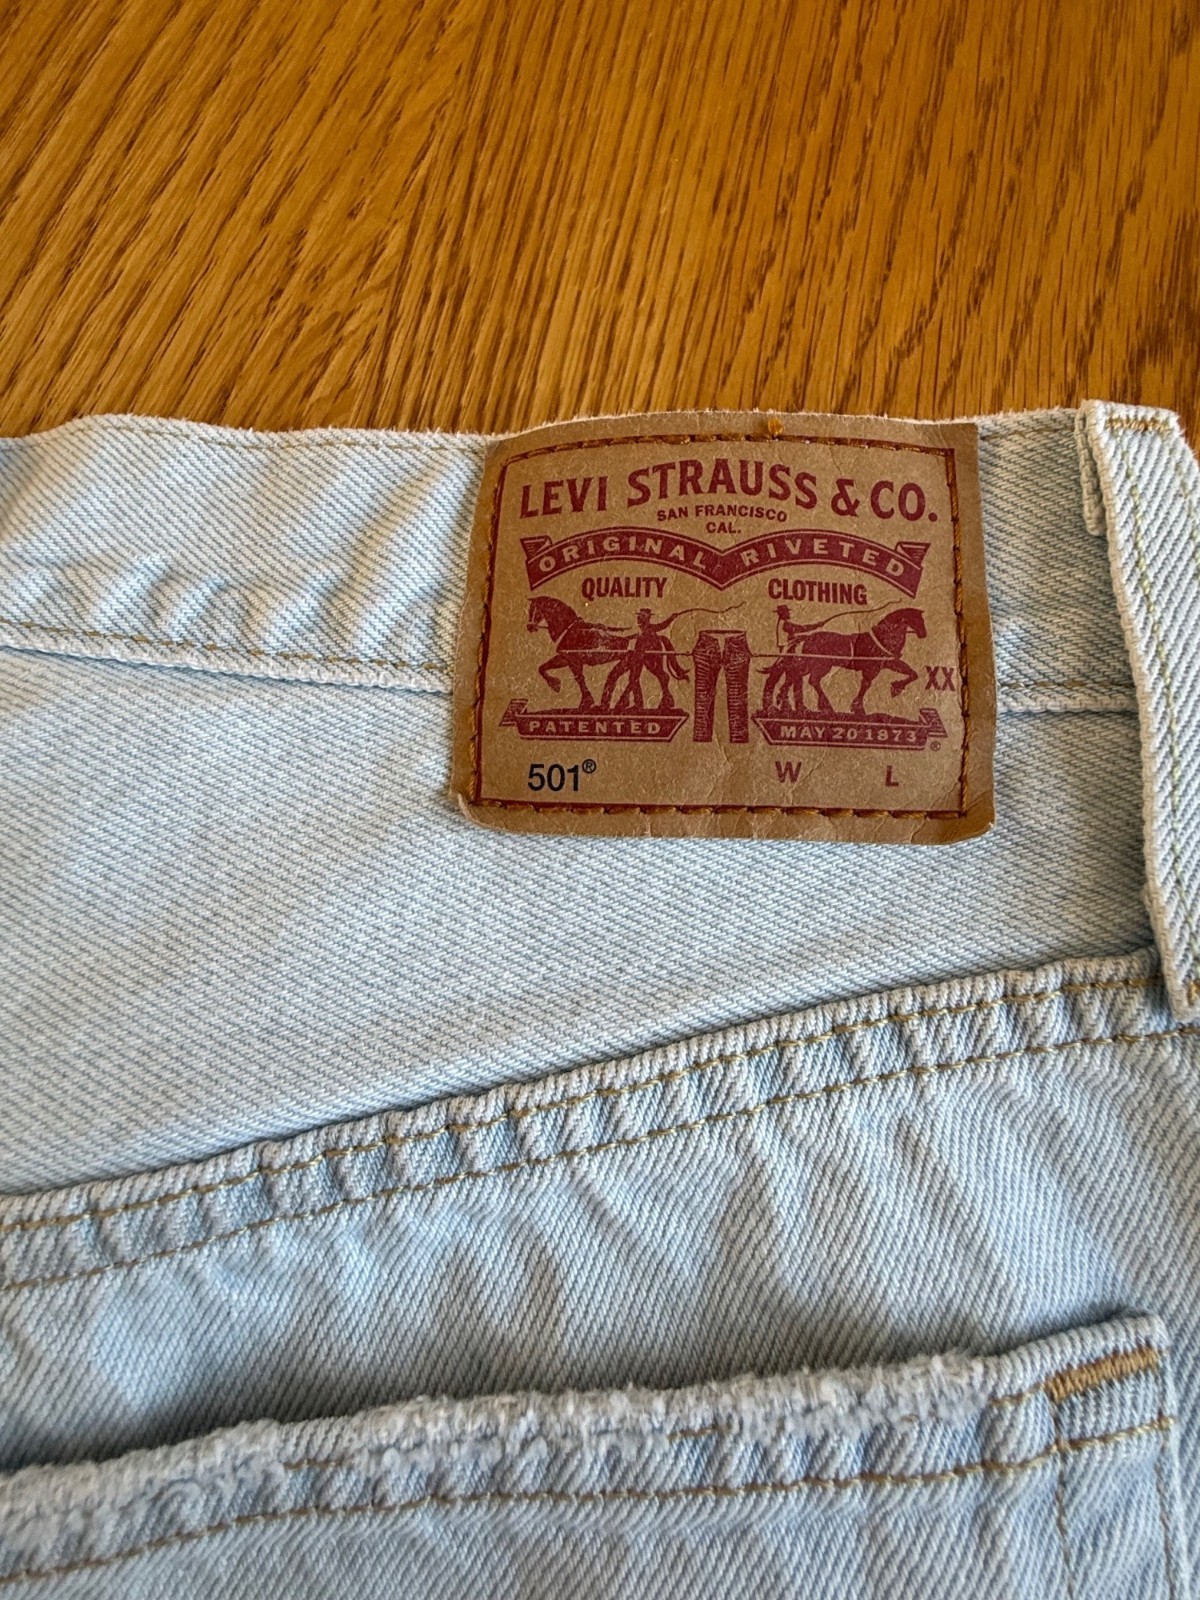 LEVI STRAUSS & CO.
SAN FRANCISCO
CAL.
ORIGINAL RIVETED
QUALITY CLOTHING
XX
PATENTED MAY 20 1873 ®
501® W L